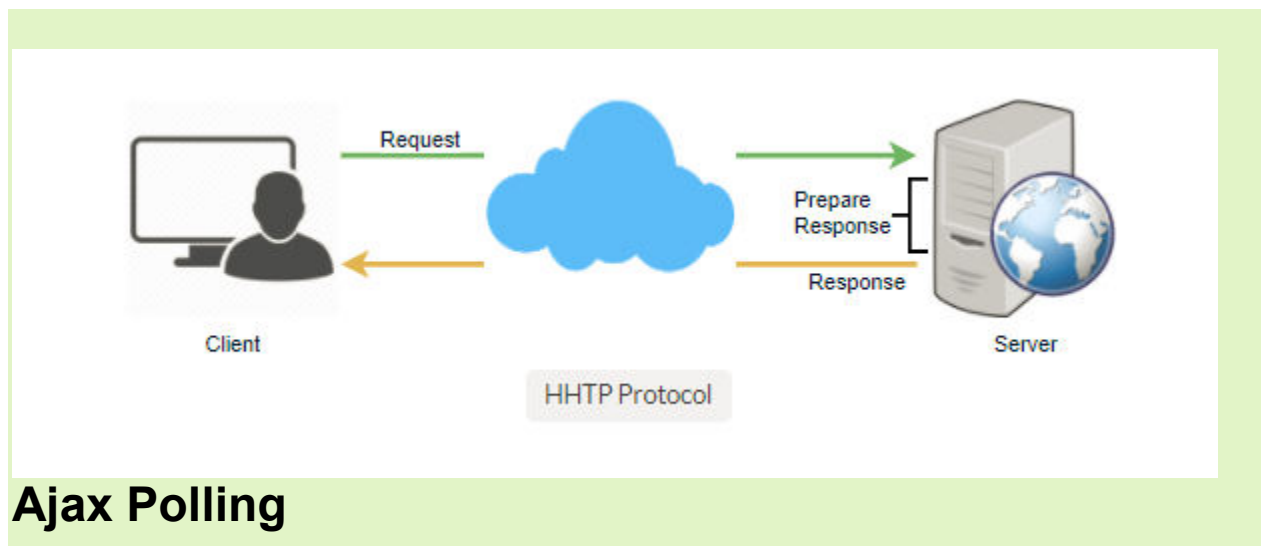 Request
Prepare
Response
Response
Client
Server
HHTP Protocol
Ajax Polling